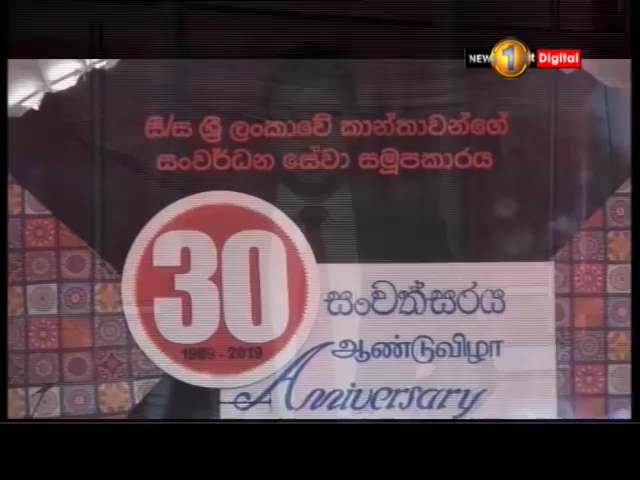 NEWS 1st Digital
සී/ස ශ්‍රී ලංකාවේ කාන්තාවන්ගේ
සංවර්ධන සේවා සමූපකාරය
30
1989 - 2019
සංවත්සරය
ஆண்டுவிழா
Anniversary